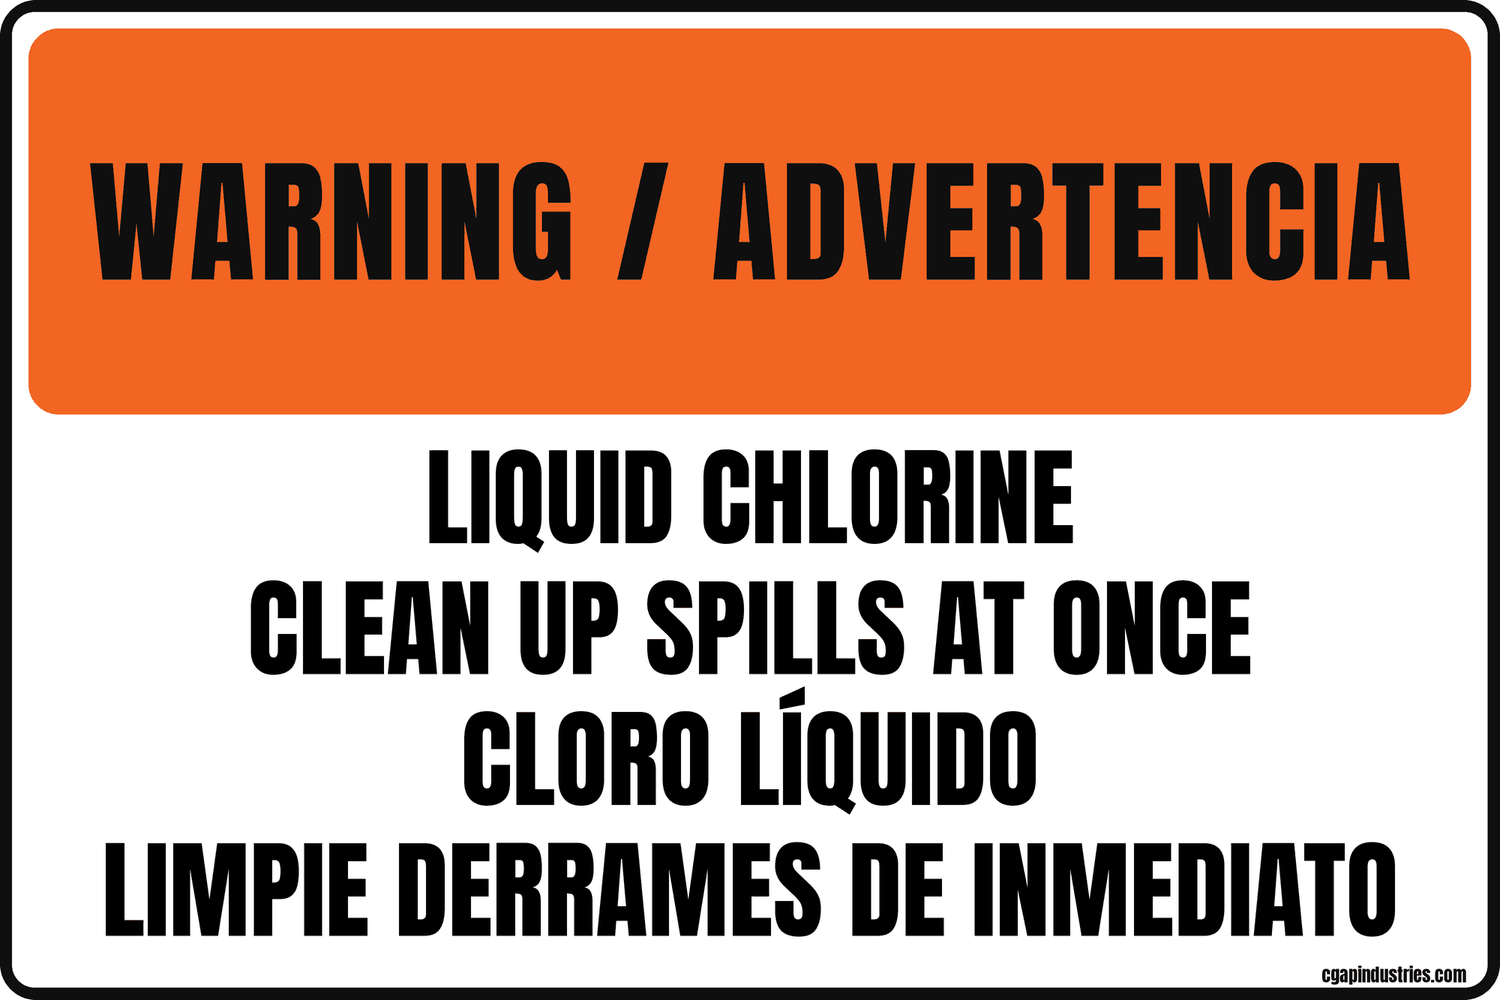 WARNING / ADVERTENCIA
LIQUID CHLORINE
CLEAN UP SPILLS AT ONCE
CLORO LÍQUIDO
LIMPIE DERRAMES DE INMEDIATO
cgapindustries.com